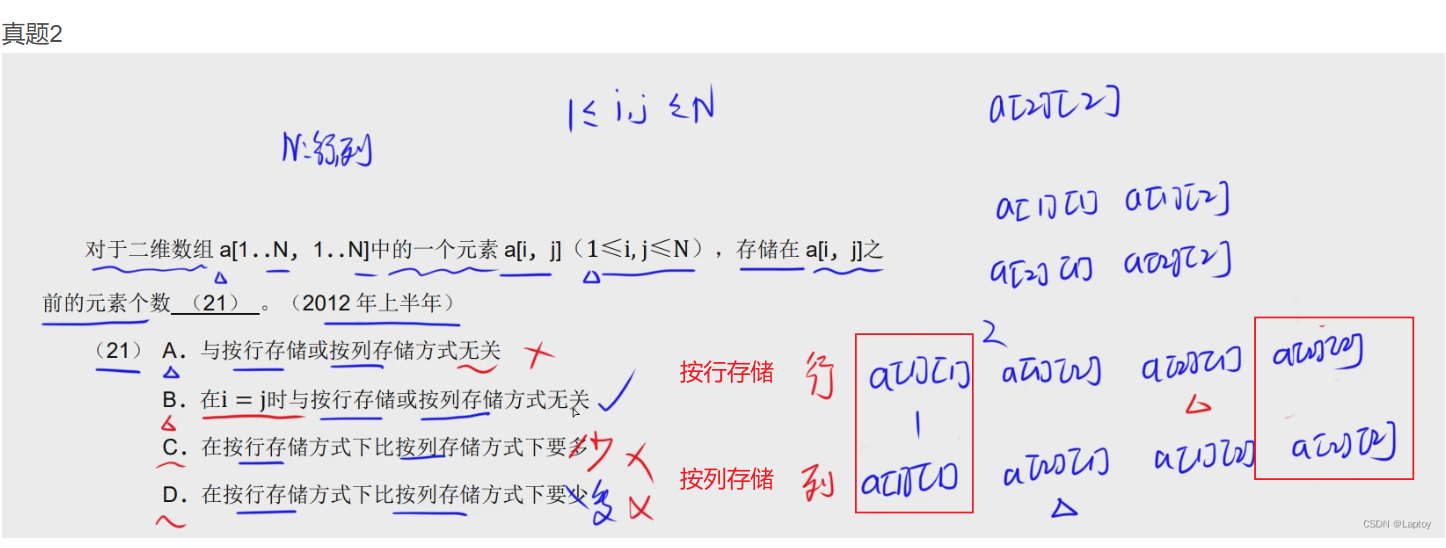 真题2
1≤ i,j ≤N
a[2][2]
N:行,列
a[1][1] a[1][2]
对于二维数组 a[1..N, 1..N]中的一个元素 a[i, j]（1≤i,j≤N），存储在 a[i, j]之
a[2][1] a[2][2]
前的元素个数 （21） 。（2012 年上半年）
2
（21） A．与按行存储或按列存储方式无关 ×
按行存储 行 a[1][1] a[1][2] a[2][1] a[2][2]
B．在i = j时与按行存储或按列存储方式无关 ✓
C．在按行存储方式下比按列存储方式下要多 少 ×
按列存储 列 a[1][1] a[2][1] a[1][2] a[2][2]
D．在按行存储方式下比按列存储方式下要少 多 ×
CSDN @Laptoy